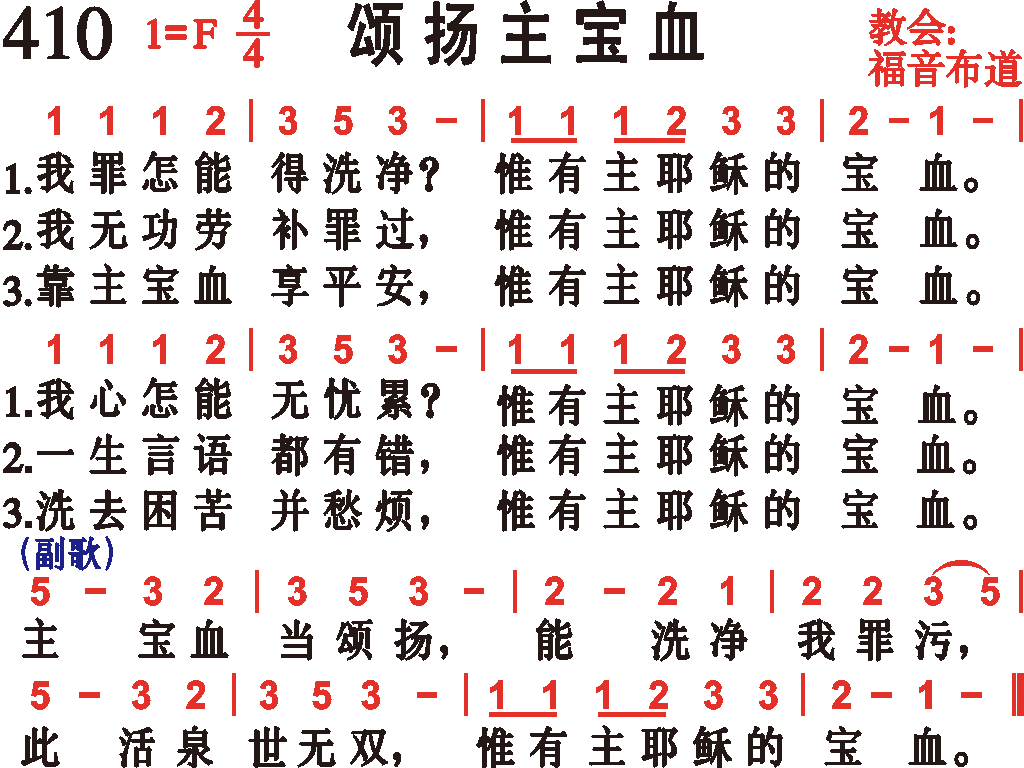 410 1=F 4/4 颂扬主宝血 教会:
福音布道
1 1 1 2 | 3 5 3 - | 1 1 1 2 3 3 | 2 - 1 - |
1.我罪怎能 得洗净? 惟有主耶稣的宝血。
2.我无功劳 补罪过, 惟有主耶稣的宝血。
3.靠主宝血 享平安, 惟有主耶稣的宝血。
1 1 1 2 | 3 5 3 - | 1 1 1 2 3 3 | 2 - 1 - |
1.我心怎能 无忧累? 惟有主耶稣的宝血。
2.一生言语 都有错, 惟有主耶稣的宝血。
3.洗去困苦 并愁烦, 惟有主耶稣的宝血。
(副歌)
5 - 3 2 | 3 5 3 - | 2 - 2 1 | 2 2 3 5 |
主 宝血 当颂扬, 能 洗净 我罪污,
5 - 3 2 | 3 5 3 - | 1 1 1 2 3 3 | 2 - 1 - ‖
此 活泉 世无双, 惟有主耶稣的宝血。